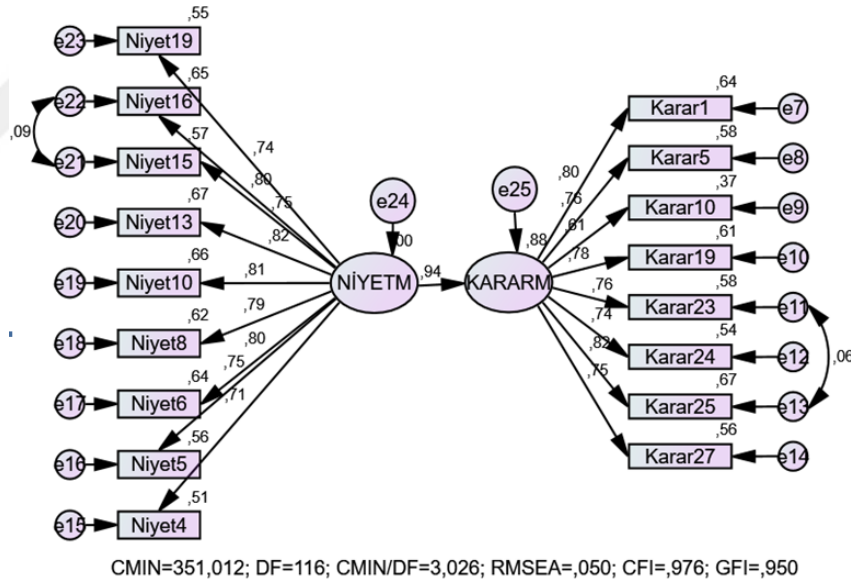 ,55
e23 Niyet19
,65
e22 Niyet16
,09
,57
e21 Niyet15
,67
e20 Niyet13
,66
e19 Niyet10
,62
e18 Niyet8
,64
e17 Niyet6
,56
e16 Niyet5
,51
e15 Niyet4
,74
,80
,75
,82
,81
,79
,80
,75
,71
e24
,00
NİYETM
,94
e25
,88
KARARM
,80
,76
,61
,78
,76
,74
,82
,75
,64
Karar1 e7
,58
Karar5 e8
,37
Karar10 e9
,61
Karar19 e10
,58
Karar23 e11
,54
Karar24 e12
,06
,67
Karar25 e13
,56
Karar27 e14
CMIN=351,012; DF=116; CMIN/DF=3,026; RMSEA=,050; CFI=,976; GFI=,950